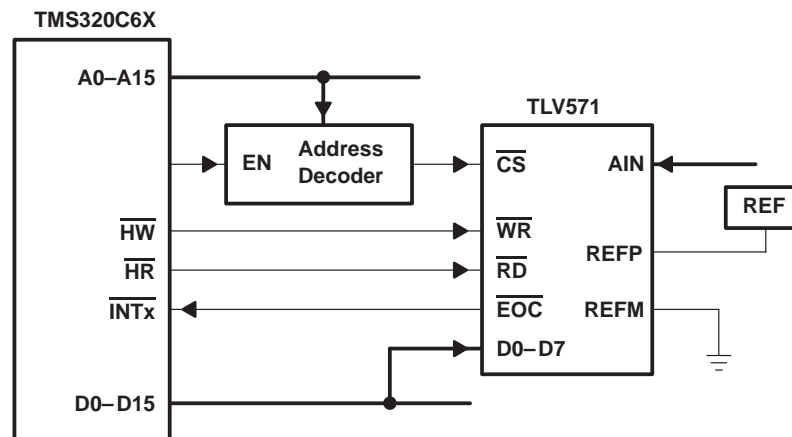 TMS320C6X
A0–A15
TLV571
EN
Address
Decoder
CS
AIN
REF
HW
WR
REFP
HR
RD
INTx
EOC
REFM
D0–D7
D0–D15